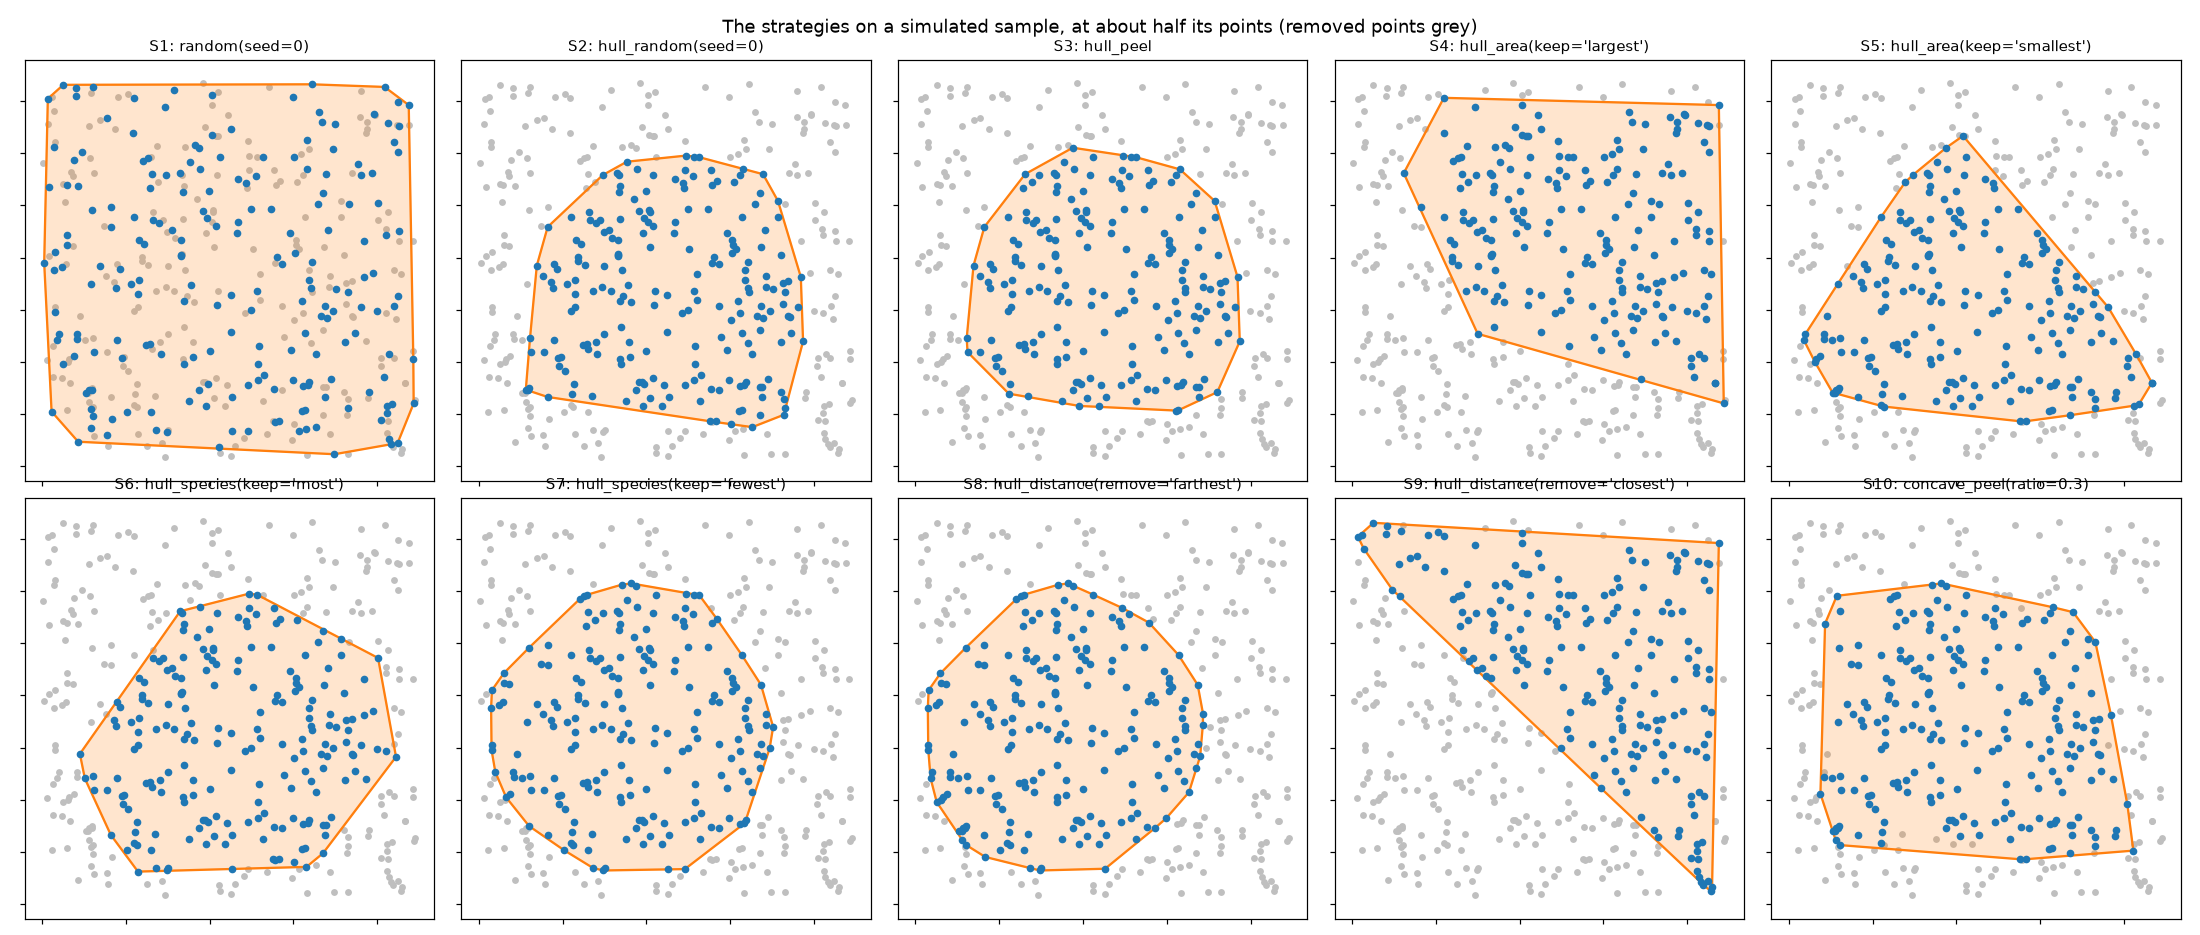 The strategies on a simulated sample, at about half its points (removed points grey)
S1: random(seed=0)
S2: hull_random(seed=0)
S3: hull_peel
S4: hull_area(keep='largest')
S5: hull_area(keep='smallest')
S6: hull_species(keep='most')
S7: hull_species(keep='fewest')
S8: hull_distance(remove='farthest')
S9: hull_distance(remove='closest')
S10: concave_peel(ratio=0.3)